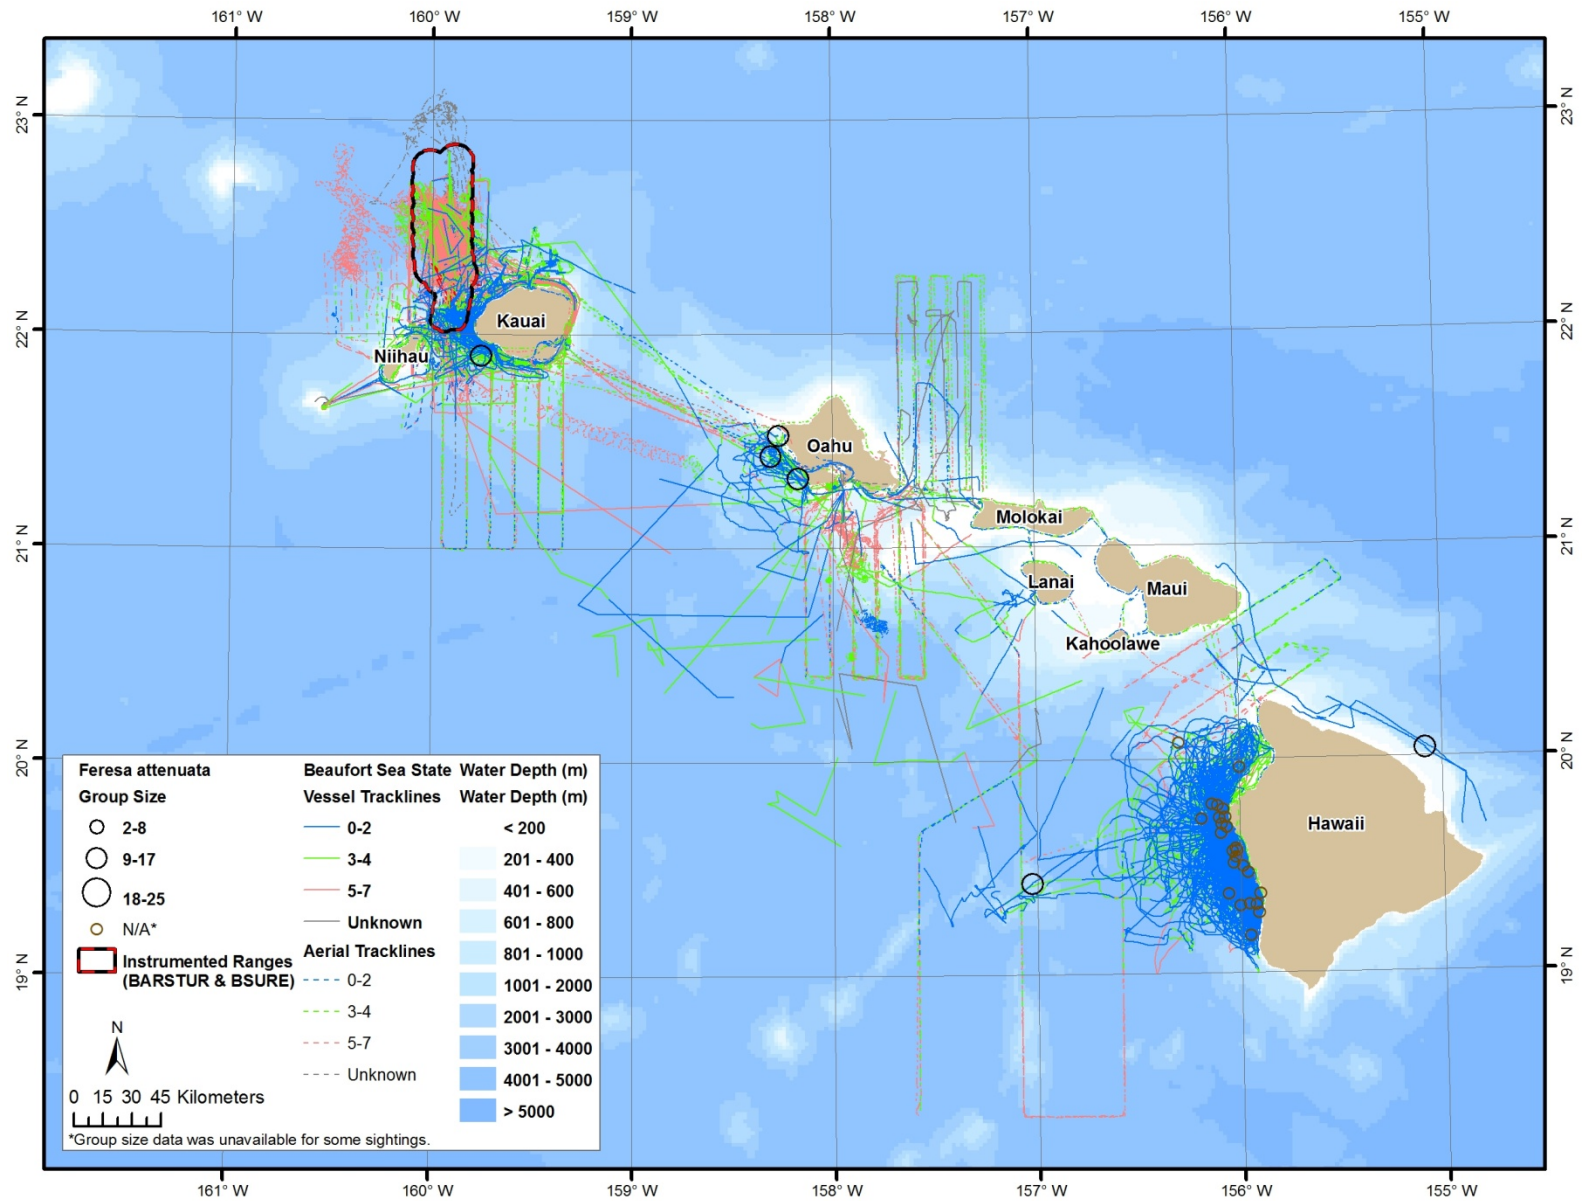 161° W 160° W 159° W 158° W 157° W 156° W 155° W
23° N 23° N
22° N 22° N
21° N 21° N
20° N 20° N
19° N 19° N
Kauai
Niihau
Oahu
Molokai
Lanai
Maui
Kahoolawe
Hawaii
Feresa attenuata
Group Size
2-8
9-17
18-25
N/A*
Instrumented Ranges
(BARSTUR & BSURE)
N
0 15 30 45 Kilometers
*Group size data was unavailable for some sightings.
Beaufort Sea State
Vessel Tracklines
0-2
3-4
5-7
Unknown
Aerial Tracklines
0-2
3-4
5-7
Unknown
Water Depth (m)
Water Depth (m)
< 200
201 - 400
401 - 600
601 - 800
801 - 1000
1001 - 2000
2001 - 3000
3001 - 4000
4001 - 5000
> 5000
161° W 160° W 159° W 158° W 157° W 156° W 155° W